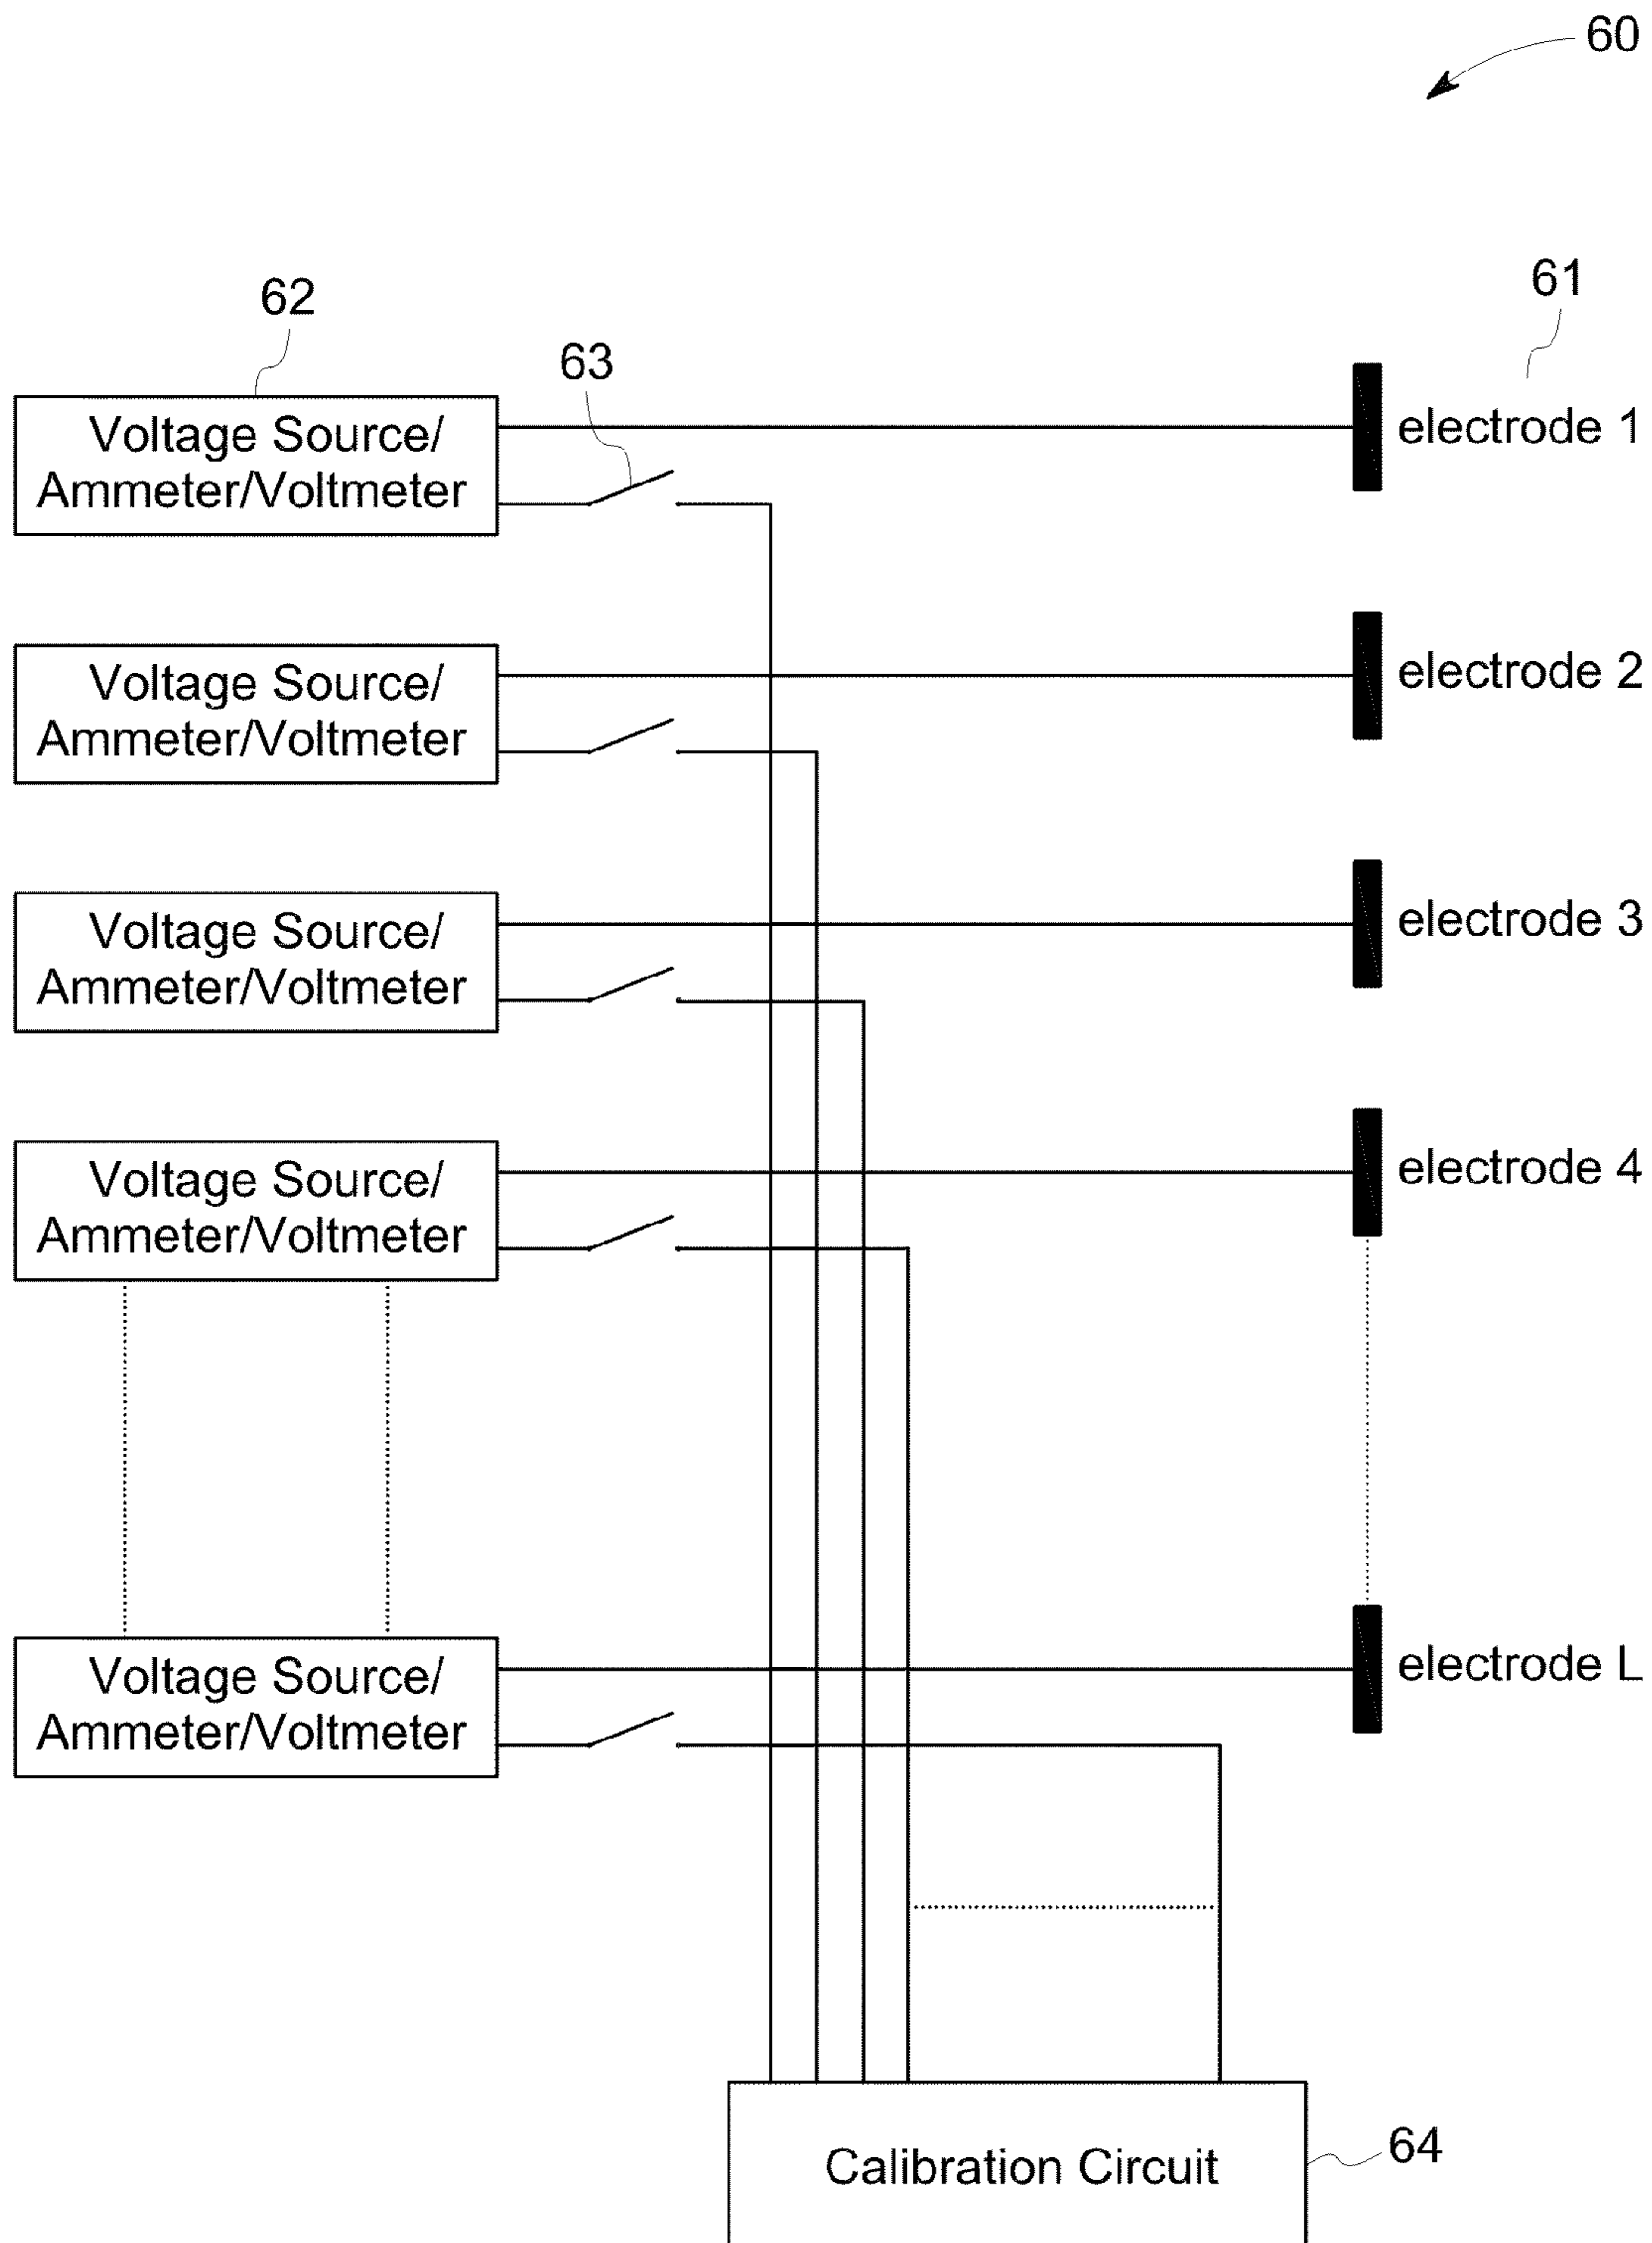 60
61
62
63
Voltage Source/
Ammeter/Voltmeter
electrode 1
Voltage Source/
Ammeter/Voltmeter
electrode 2
Voltage Source/
Ammeter/Voltmeter
electrode 3
Voltage Source/
Ammeter/Voltmeter
electrode 4
Voltage Source/
Ammeter/Voltmeter
electrode L
Calibration Circuit
64